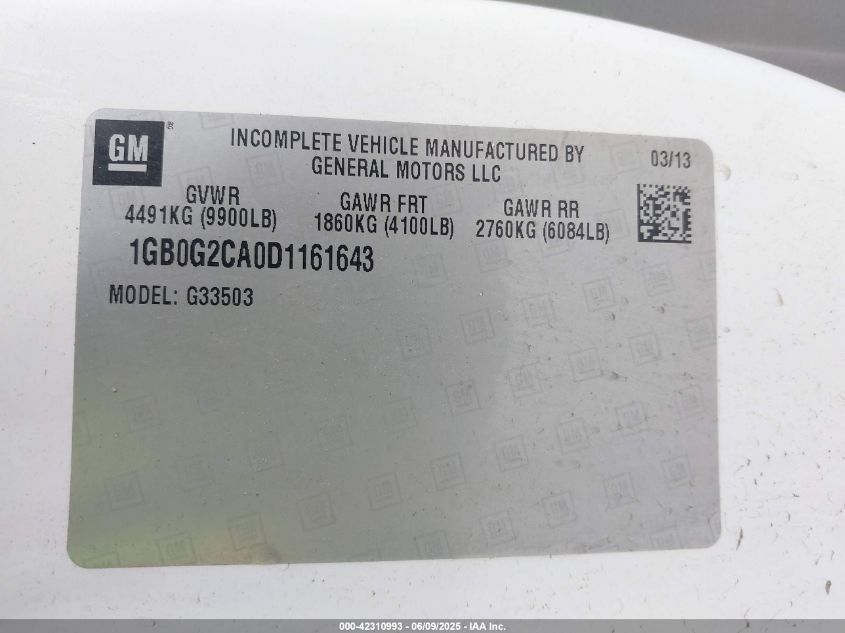 GM
INCOMPLETE VEHICLE MANUFACTURED BY
GENERAL MOTORS LLC
03/13
GVWR
4491KG (9900LB)
GAWR FRT
1860KG (4100LB)
GAWR RR
2760KG (6084LB)
1GB0G2CA0D1161643
MODEL: G33503
000-42310993 - 06/09/2025 - IAA Inc.